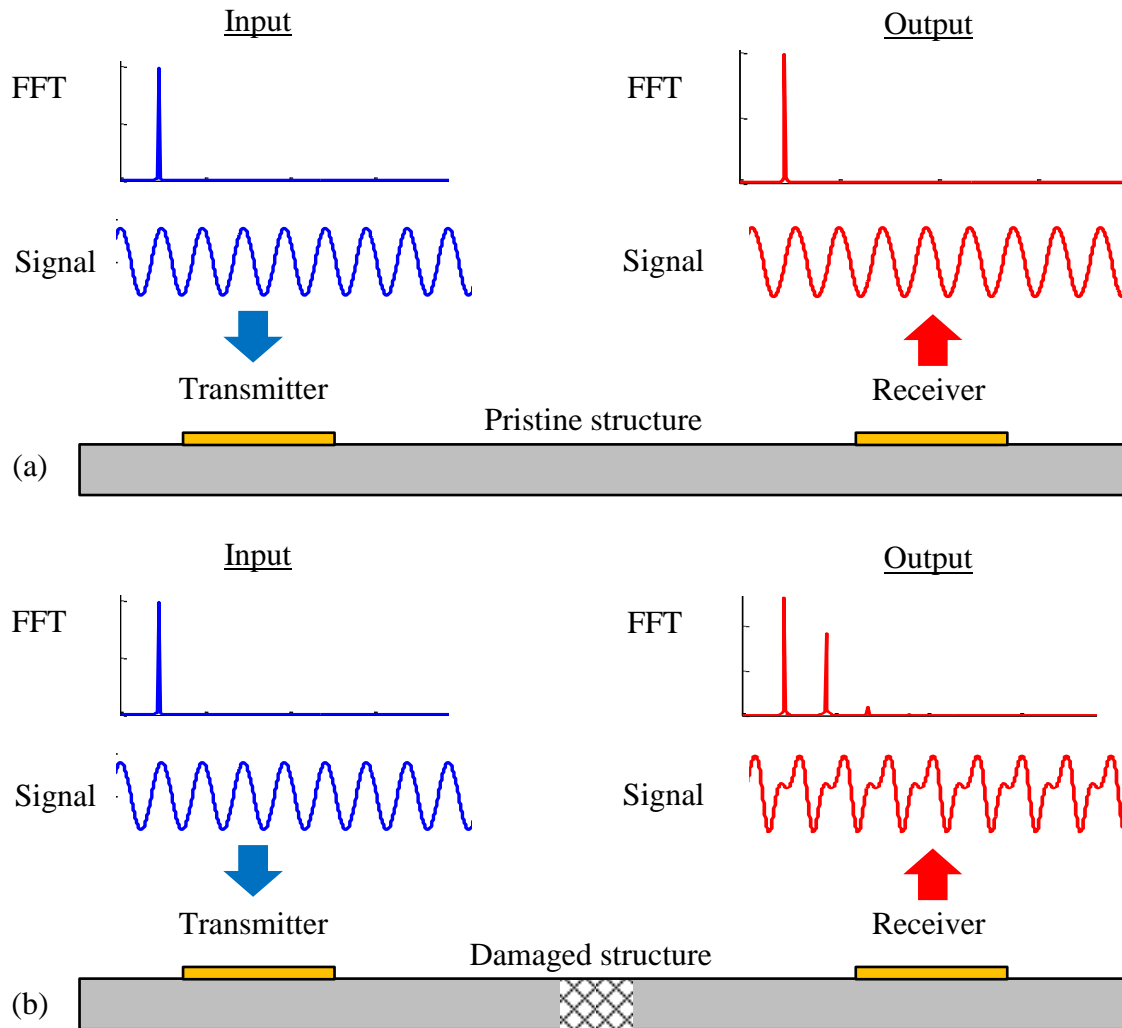 Input
Output
FFT
FFT
Signal
Signal
Transmitter
Receiver
Pristine structure
(a)
Input
Output
FFT
FFT
Signal
Signal
Transmitter
Receiver
Damaged structure
(b)